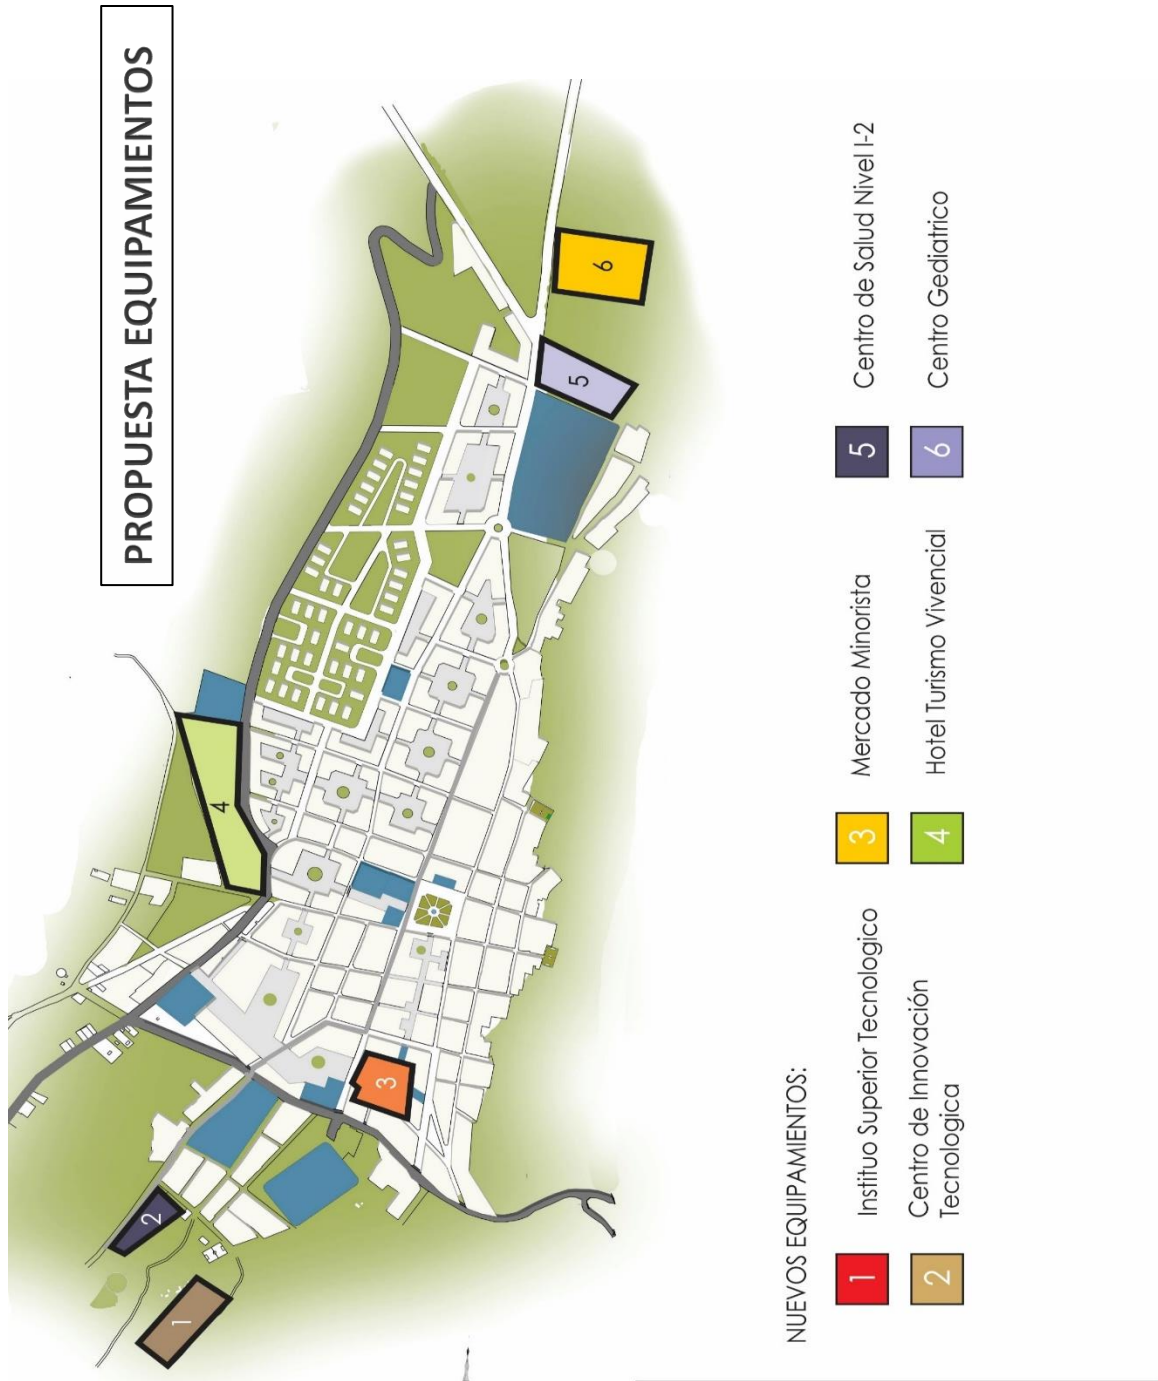 PROPUESTA EQUIPAMIENTOS
1
2
3
4
5
6
NUEVOS EQUIPAMIENTOS:
1 Instituo Superior Tecnologico
2 Centro de Innovación
Tecnologica
3 Mercado Minorista
4 Hotel Turismo Vivencial
5 Centro de Salud Nivel I-2
6 Centro Gediatrico